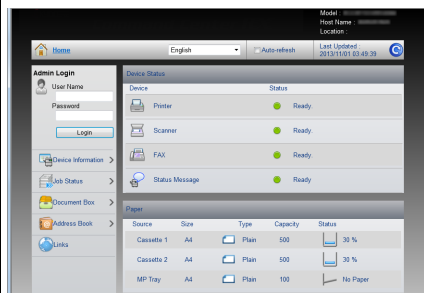 Model :
Host Name :
Location :
Home
English
Auto-refresh
Last Updated :
2013/11/01 03:49:39
Admin Login
User Name
Password
Login
Device Information
Job Status
Document Box
Address Book
Links
Device Status
Device Status
Printer Ready.
Scanner Ready.
FAX Ready.
Status Message Ready
Paper
Source Size Type Capacity Status
Cassette 1 A4 Plain 500 30 %
Cassette 2 A4 Plain 500 30 %
MP Tray A4 Plain 100 No Paper